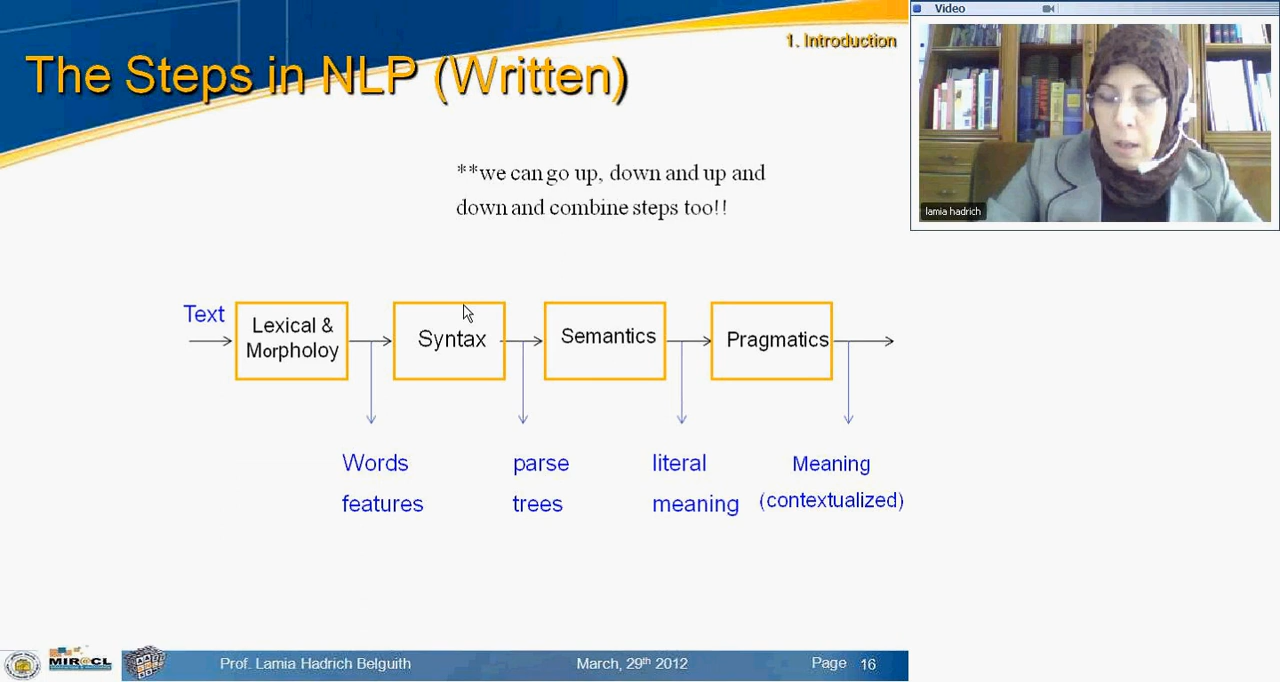 1. Introduction
The Steps in NLP (Written)
**we can go up, down and up and
down and combine steps too!!
Text
Lexical &
Morpholoy
Syntax
Semantics
Pragmatics
Words
features
parse
trees
literal
meaning
Meaning
(contextualized)
MIR@CL
Prof. Lamia Hadrich Belguith
March, 29th 2012
Page 16
Video
lamia hadrich